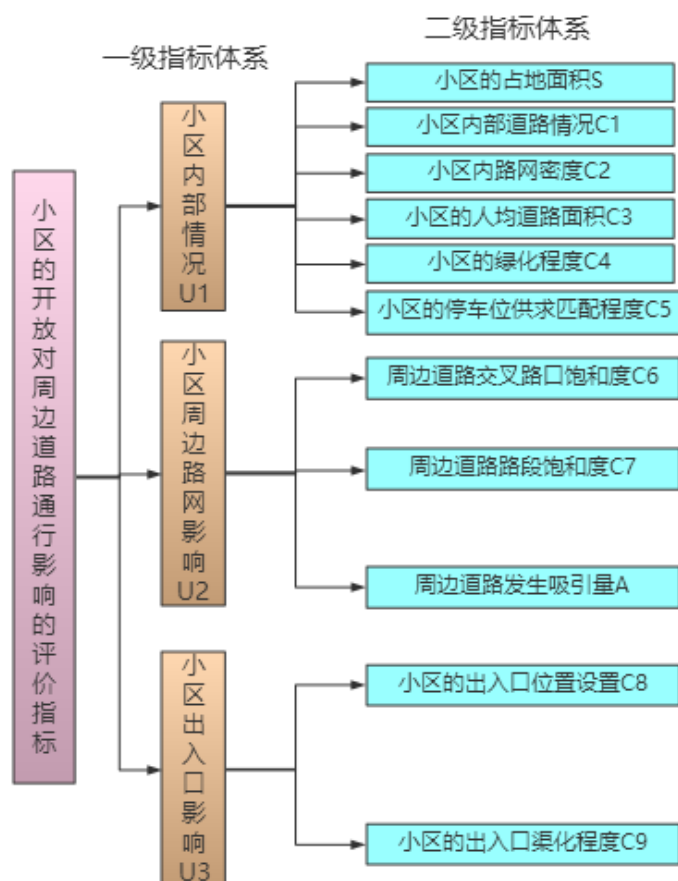 一级指标体系
二级指标体系
小区的开放对周边道路通行影响的评价指标
小区内部情况U1
小区的占地面积S
小区内部道路情况C1
小区内路网密度C2
小区的人均道路面积C3
小区的绿化程度C4
小区的停车位供求匹配程度C5
小区周边路网影响U2
周边道路交叉路口饱和度C6
周边道路路段饱和度C7
周边道路发生吸引量A
小区出入口影响U3
小区的出入口位置设置C8
小区的出入口渠化程度C9